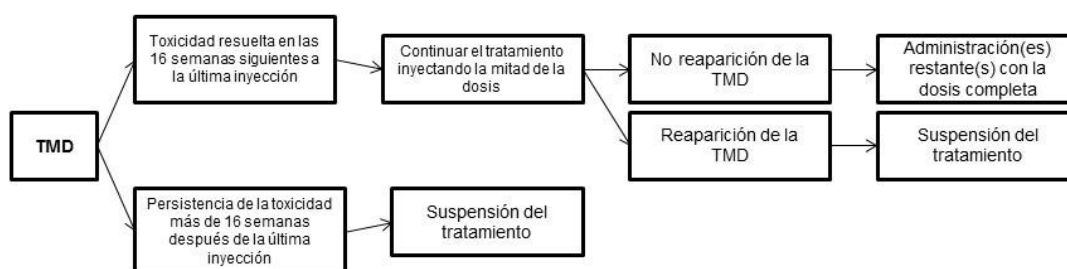 TMD
Toxicidad resuelta en las
16 semanas siguientes a
la última inyección
Continuar el tratamiento
inyectando la mitad de la
dosis
No reaparición de la
TMD
Administración(es)
restante(s) con la
dosis completa
Reaparición de la
TMD
Suspensión del
tratamiento
Persistencia de la toxicidad
más de 16 semanas
después de la última
inyección
Suspensión del
tratamiento